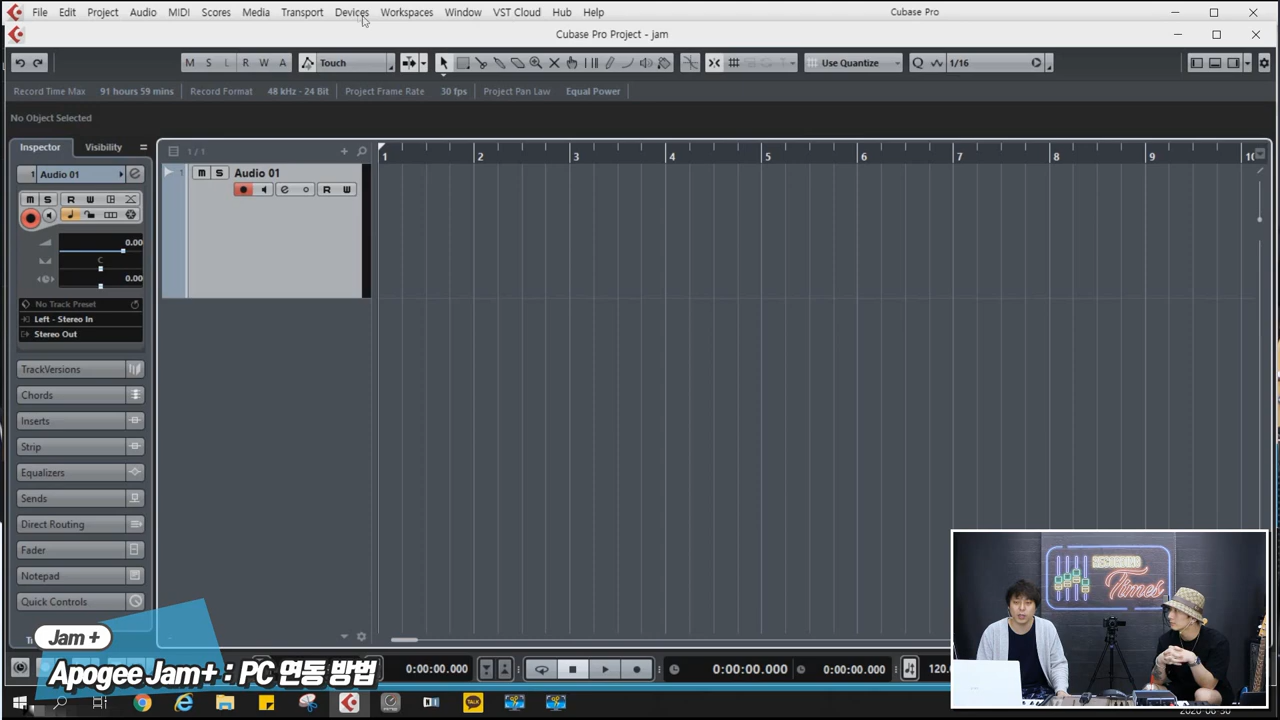 File Edit Project Audio MIDI Scores Media Transport Devices Workspaces Window VST Cloud Hub Help Cubase Pro
Cubase Pro Project - jam
M S L R W A Touch Use Quantize Q 1/16
Record Time Max 91 hours 59 mins Record Format 48 kHz - 24 Bit Project Frame Rate 30 fps Project Pan Law Equal Power
No Object Selected
Inspector Visibility 1 / 1
1 2 3 4 5 6 7 8 9 10
1 Audio 01
1 m S Audio 01
R W
m S R W
0.00
C
0.00
No Track Preset
Left - Stereo In
Stereo Out
TrackVersions
Chords
Inserts
Strip
Equalizers
Sends
Direct Routing
Fader
Notepad
Quick Controls
RECORDING
Times
Jam +
Apogee Jam+ : PC 연동 방법
0:00:00.000 0:00:00.000 0:00:00.000 120.
TALK